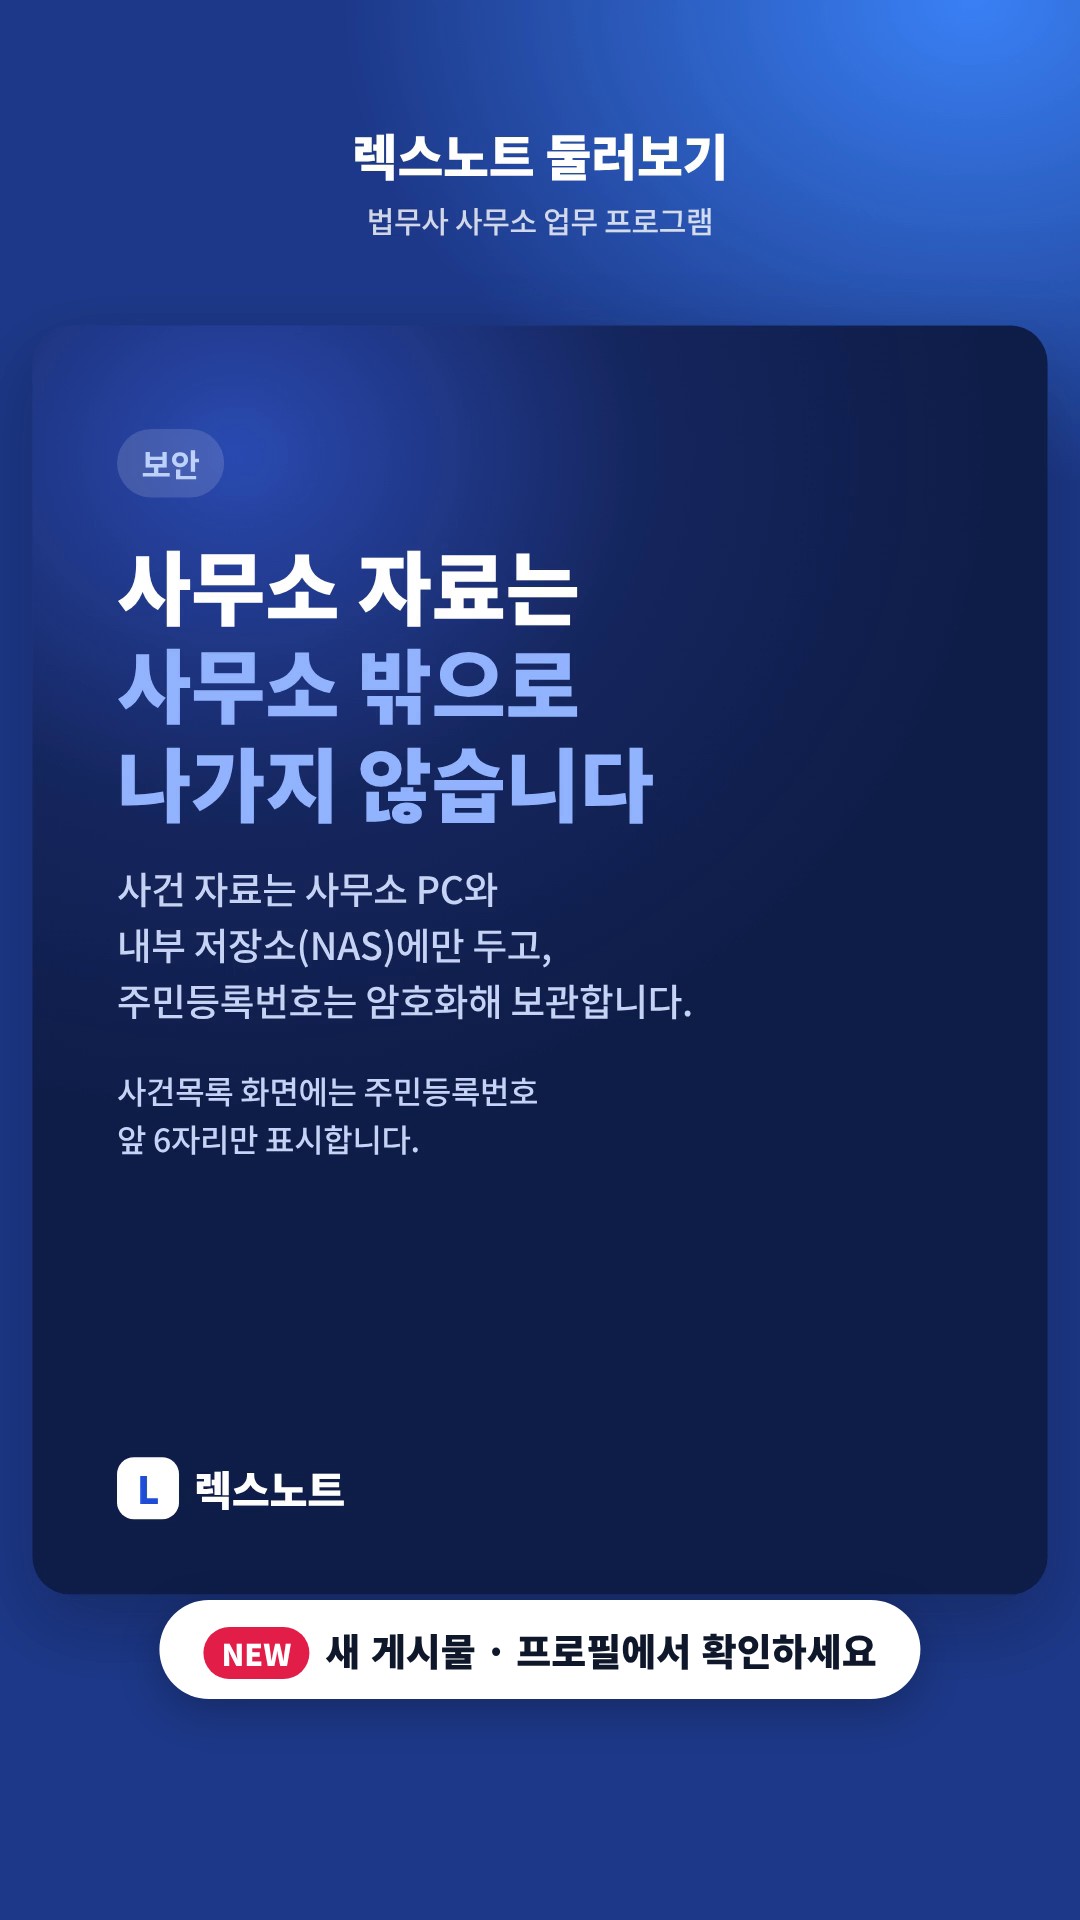 렉스노트 둘러보기
법무사 사무소 업무 프로그램
보안
사무소 자료는
사무소 밖으로
나가지 않습니다
사건 자료는 사무소 PC와
내부 저장소(NAS)에만 두고,
주민등록번호는 암호화해 보관합니다.
사건목록 화면에는 주민등록번호
앞 6자리만 표시합니다.
L 렉스노트
NEW 새 게시물 · 프로필에서 확인하세요